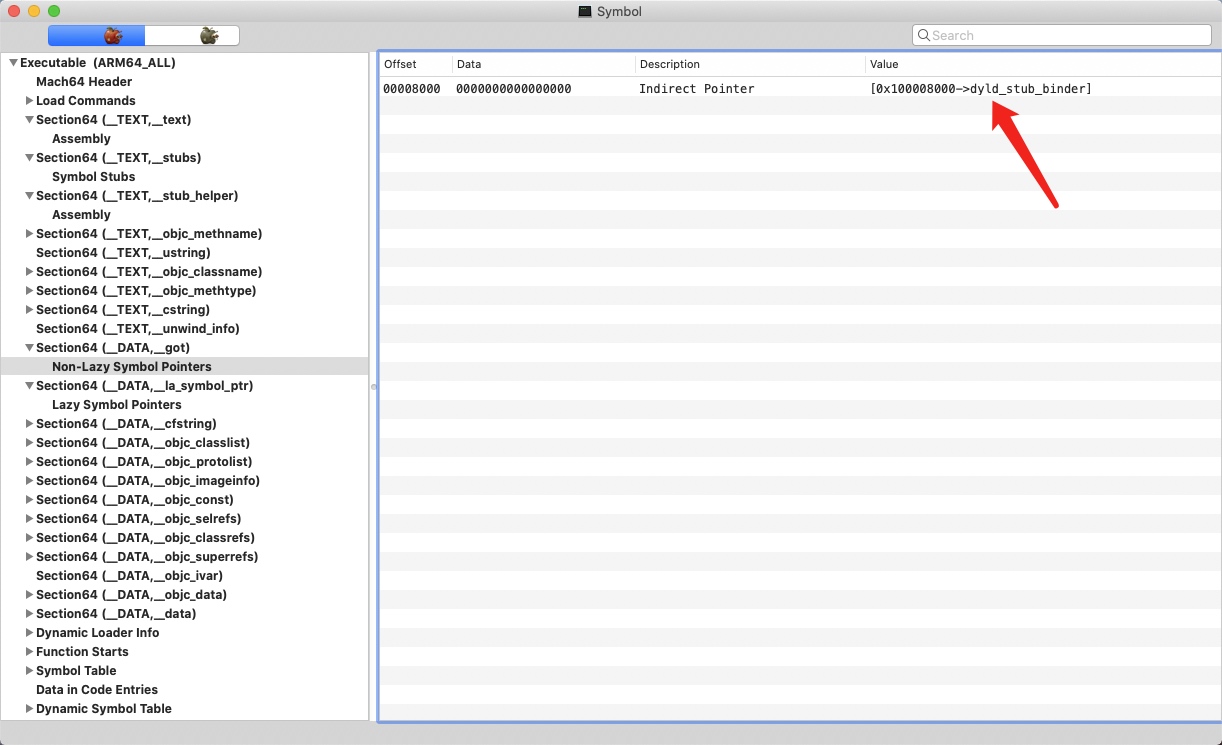 Symbol
Search
Executable (ARM64_ALL)
Mach64 Header
Load Commands
Section64 (__TEXT,__text)
Assembly
Section64 (__TEXT,__stubs)
Symbol Stubs
Section64 (__TEXT,__stub_helper)
Assembly
Section64 (__TEXT,__objc_methname)
Section64 (__TEXT,__ustring)
Section64 (__TEXT,__objc_classname)
Section64 (__TEXT,__objc_methtype)
Section64 (__TEXT,__cstring)
Section64 (__TEXT,__unwind_info)
Section64 (__DATA,__got)
Non-Lazy Symbol Pointers
Section64 (__DATA,__la_symbol_ptr)
Lazy Symbol Pointers
Section64 (__DATA,__cfstring)
Section64 (__DATA,__objc_classlist)
Section64 (__DATA,__objc_protolist)
Section64 (__DATA,__objc_imageinfo)
Section64 (__DATA,__objc_const)
Section64 (__DATA,__objc_selrefs)
Section64 (__DATA,__objc_classrefs)
Section64 (__DATA,__objc_superrefs)
Section64 (__DATA,__objc_ivar)
Section64 (__DATA,__objc_data)
Section64 (__DATA,__data)
Dynamic Loader Info
Function Starts
Symbol Table
Data in Code Entries
Dynamic Symbol Table
Offset Data Description Value
00008000 0000000000000000 Indirect Pointer [0x100008000->dyld_stub_binder]